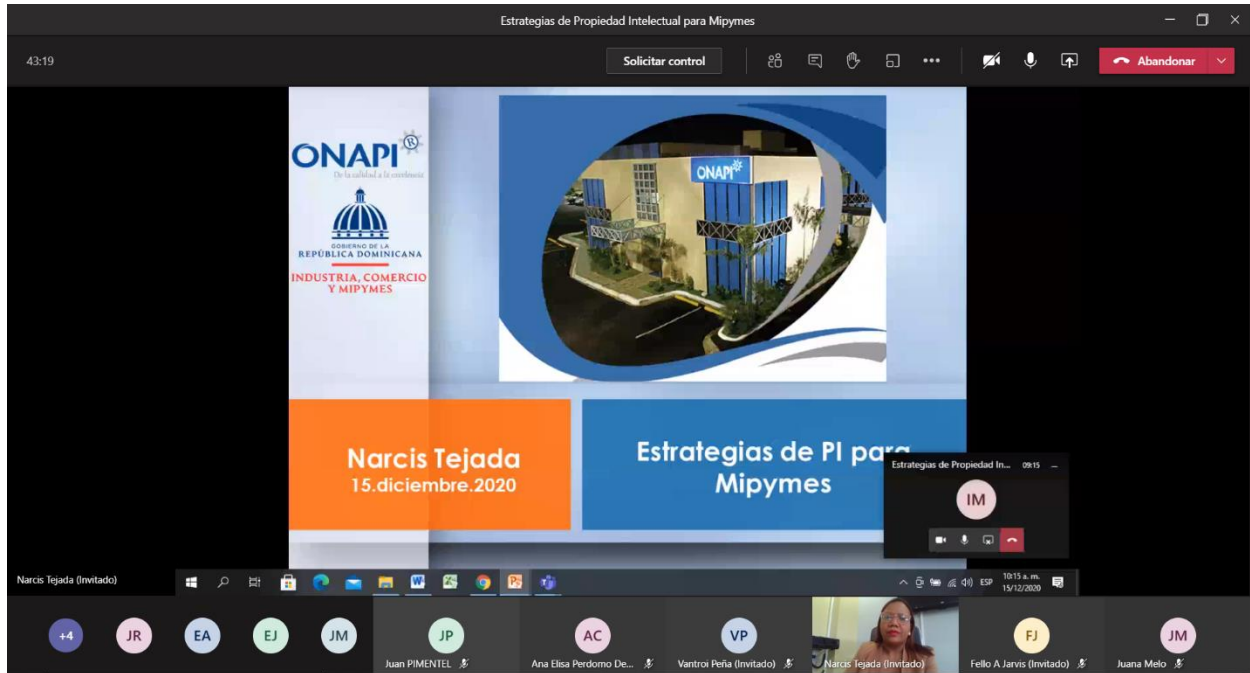 Estrategias de Propiedad Intelectual para Mipymes
43:19
Solicitar control
Abandonar
ONAPI®
De la calidad a la excelencia
GOBIERNO DE LA
REPÚBLICA DOMINICANA
INDUSTRIA, COMERCIO
Y MIPYMES
ONAPI
Narcis Tejada
15.diciembre.2020
Estrategias de PI para
Mipymes
Estrategias de Propiedad In... 09:15
IM
Narcis Tejada (Invitado)
ESP
10:15 a. m.
15/12/2020
+4
JR
EA
EJ
JM
JP
Juan PIMENTEL
AC
Ana Elisa Perdomo De...
VP
Vantroi Peña (Invitado)
Narcis Tejada (Invitado)
FJ
Fello A Jarvis (Invitado)
JM
Juana Melo